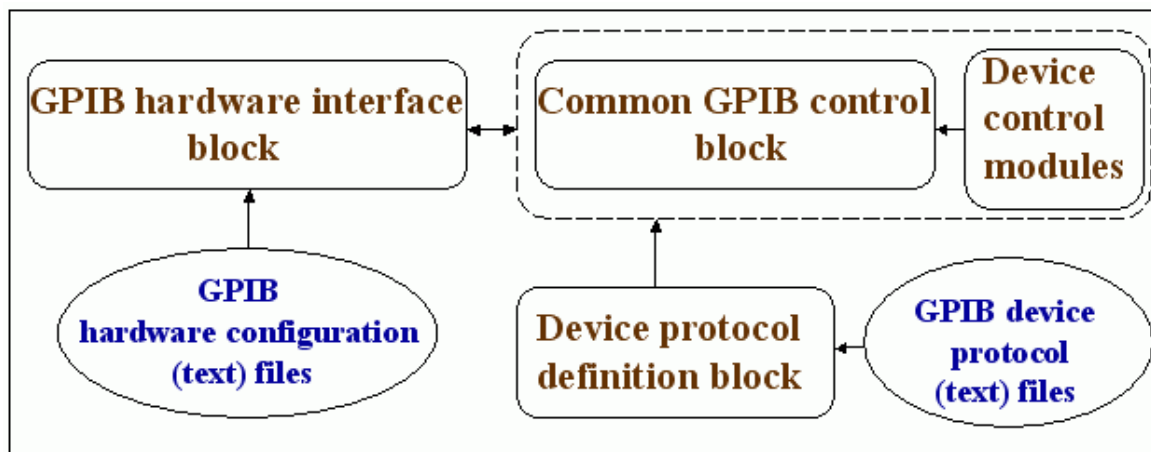 GPIB hardware interface
block
Common GPIB control
block
Device
control
modules
GPIB
hardware configuration
(text) files
Device protocol
definition block
GPIB device
protocol
(text) files